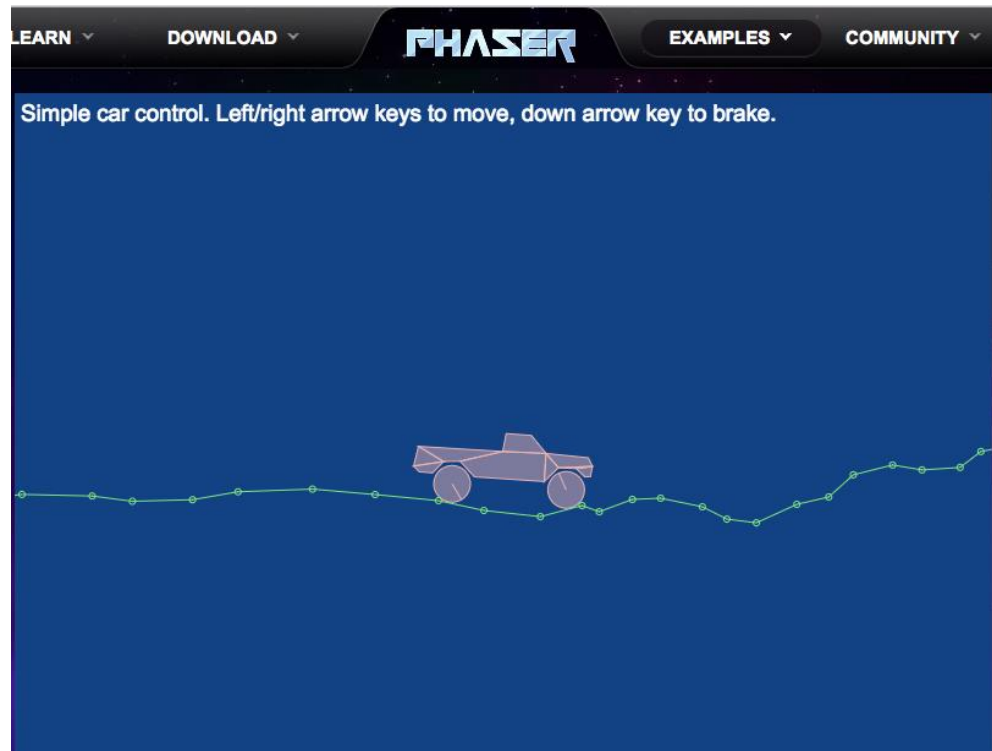 LEARN
DOWNLOAD
PHASER
EXAMPLES
COMMUNITY
Simple car control. Left/right arrow keys to move, down arrow key to brake.